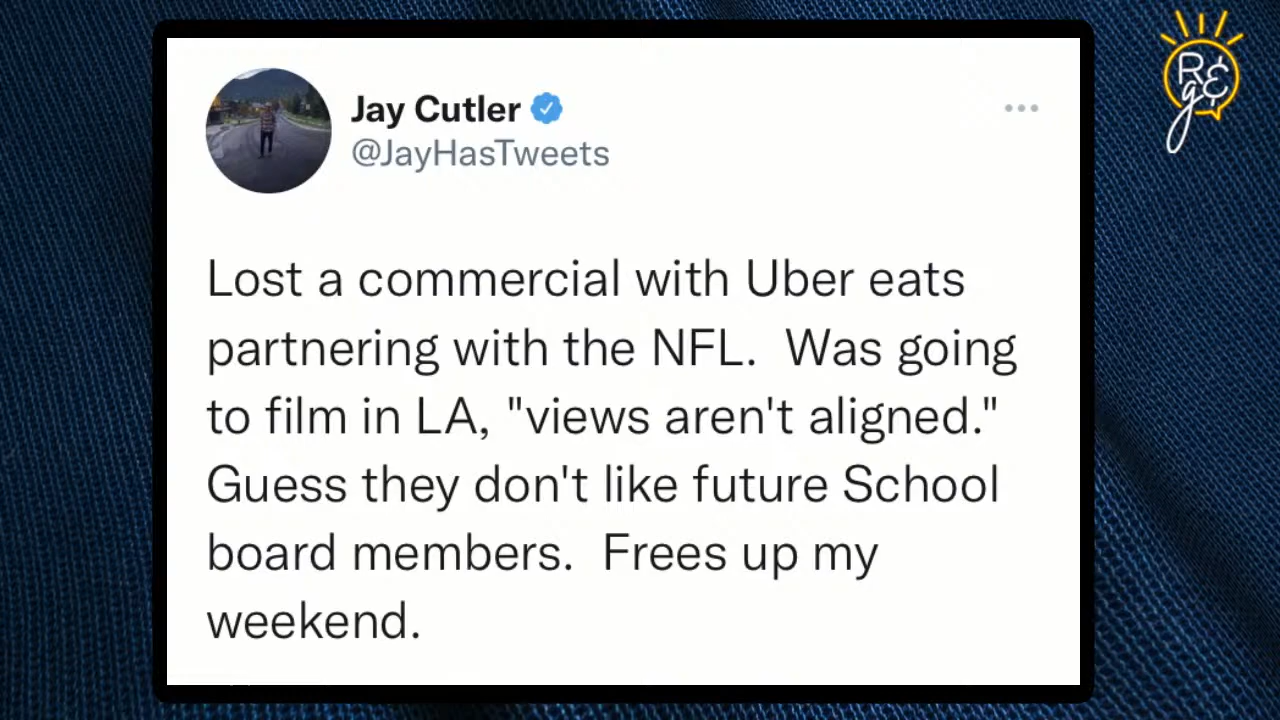 Jay Cutler
@JayHasTweets
Lost a commercial with Uber eats
partnering with the NFL.  Was going
to film in LA, "views aren't aligned."
Guess they don't like future School
board members.  Frees up my
weekend.